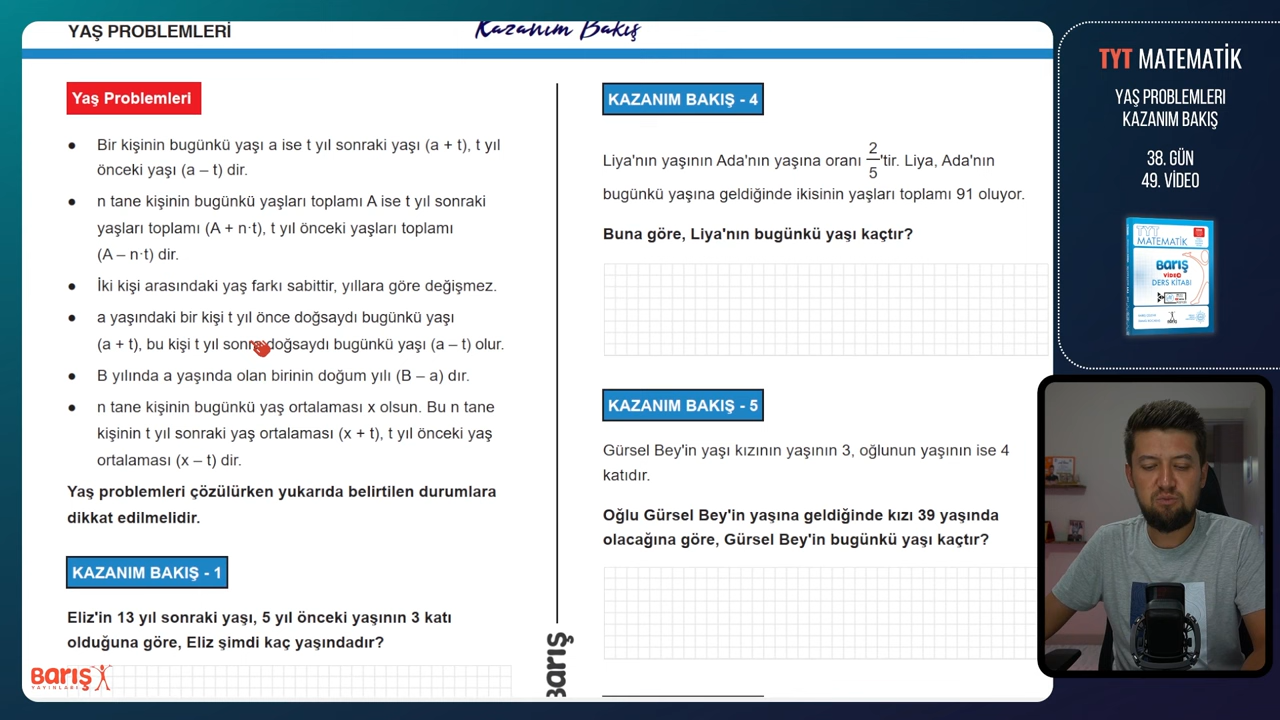 YAŞ PROBLEMLERİ
Kazanım Bakış
Yaş Problemleri
• Bir kişinin bugünkü yaşı a ise t yıl sonraki yaşı (a + t), t yıl
önceki yaşı (a – t) dir.
• n tane kişinin bugünkü yaşları toplamı A ise t yıl sonraki
yaşları toplamı (A + n·t), t yıl önceki yaşları toplamı
(A – n·t) dir.
• İki kişi arasındaki yaş farkı sabittir, yıllara göre değişmez.
• a yaşındaki bir kişi t yıl önce doğsaydı bugünkü yaşı
(a + t), bu kişi t yıl sonra doğsaydı bugünkü yaşı (a – t) olur.
• B yılında a yaşında olan birinin doğum yılı (B – a) dır.
• n tane kişinin bugünkü yaş ortalaması x olsun. Bu n tane
kişinin t yıl sonraki yaş ortalaması (x + t), t yıl önceki yaş
ortalaması (x – t) dir.
Yaş problemleri çözülürken yukarıda belirtilen durumlara
dikkat edilmelidir.
KAZANIM BAKIŞ - 1
Eliz'in 13 yıl sonraki yaşı, 5 yıl önceki yaşının 3 katı
olduğuna göre, Eliz şimdi kaç yaşındadır?
BARIŞ
YAYINLARI
BARIŞ
KAZANIM BAKIŞ - 4
Liya'nın yaşının Ada'nın yaşına oranı 2/5'tir. Liya, Ada'nın
bugünkü yaşına geldiğinde ikisinin yaşları toplamı 91 oluyor.
Buna göre, Liya'nın bugünkü yaşı kaçtır?
KAZANIM BAKIŞ - 5
Gürsel Bey'in yaşı kızının yaşının 3, oğlunun yaşının ise 4
katıdır.
Oğlu Gürsel Bey'in yaşına geldiğinde kızı 39 yaşında
olacağına göre, Gürsel Bey'in bugünkü yaşı kaçtır?
TYT MATEMATİK
YAŞ PROBLEMLERI
KAZANIM BAKIŞ
38. GÜN
49. VİDEO
TYT
MATEMATİK
BARIŞ
VİDEO
DERS KİTABI